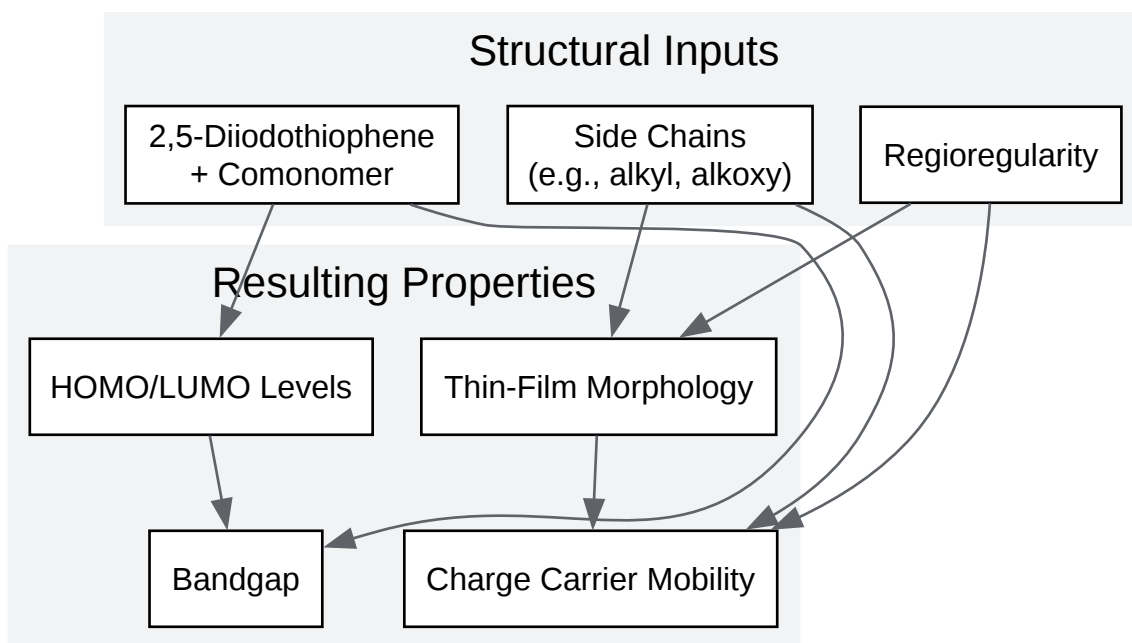 Structural Inputs
2,5-Diiodothiophene
+ Comonomer
Side Chains
(e.g., alkyl, alkoxy)
Regioregularity
Resulting Properties
HOMO/LUMO Levels
Thin-Film Morphology
Bandgap
Charge Carrier Mobility